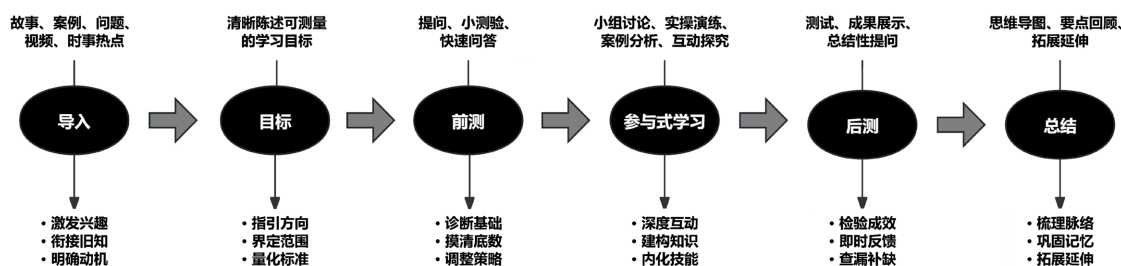 故事、案例、问题、
视频、时事热点
导入
• 激发兴趣
• 衔接旧知
• 明确动机
清晰陈述可测量
的学习目标
目标
• 指引方向
• 界定范围
• 量化标准
提问、小测验、
快速问答
前测
• 诊断基础
• 摸清底数
• 调整策略
小组讨论、实操演练、
案例分析、互动探究
参与式学习
• 深度互动
• 建构知识
• 内化技能
测试、成果展示、
总结性提问
后测
• 检验成效
• 即时反馈
• 查漏补缺
思维导图、要点回顾、
拓展延伸
总结
• 梳理脉络
• 巩固记忆
• 拓展延伸